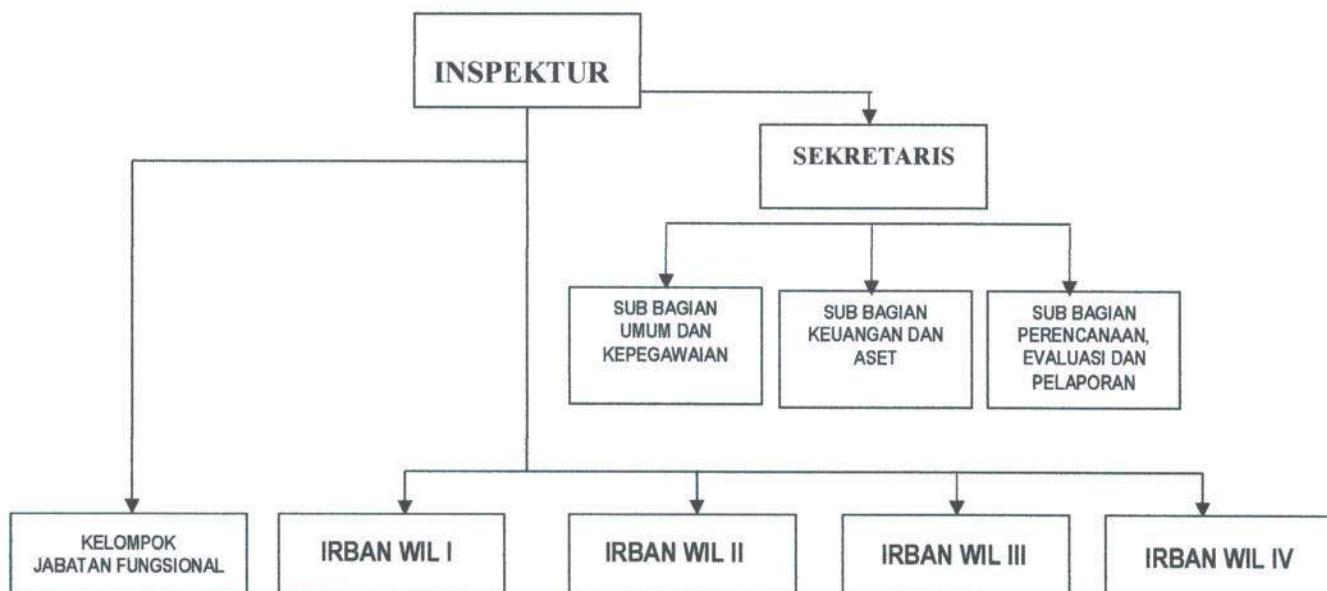 INSPEKTUR
SEKRETARIS
SUB BAGIAN
UMUM DAN
KEPEGAWAIAN
SUB BAGIAN
KEUANGAN DAN
ASET
SUB BAGIAN
PERENCANAAN,
EVALUASI DAN
PELAPORAN
KELOMPOK
JABATAN FUNGSIONAL
IRBAN WIL I
IRBAN WIL II
IRBAN WIL III
IRBAN WIL IV